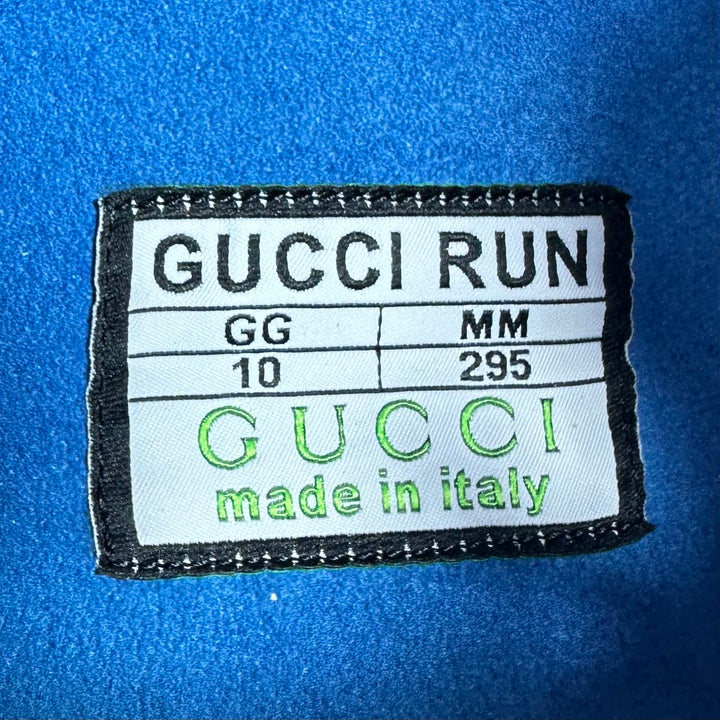 GUCCI RUN
GG MM
10 295
GUCCI
made in italy